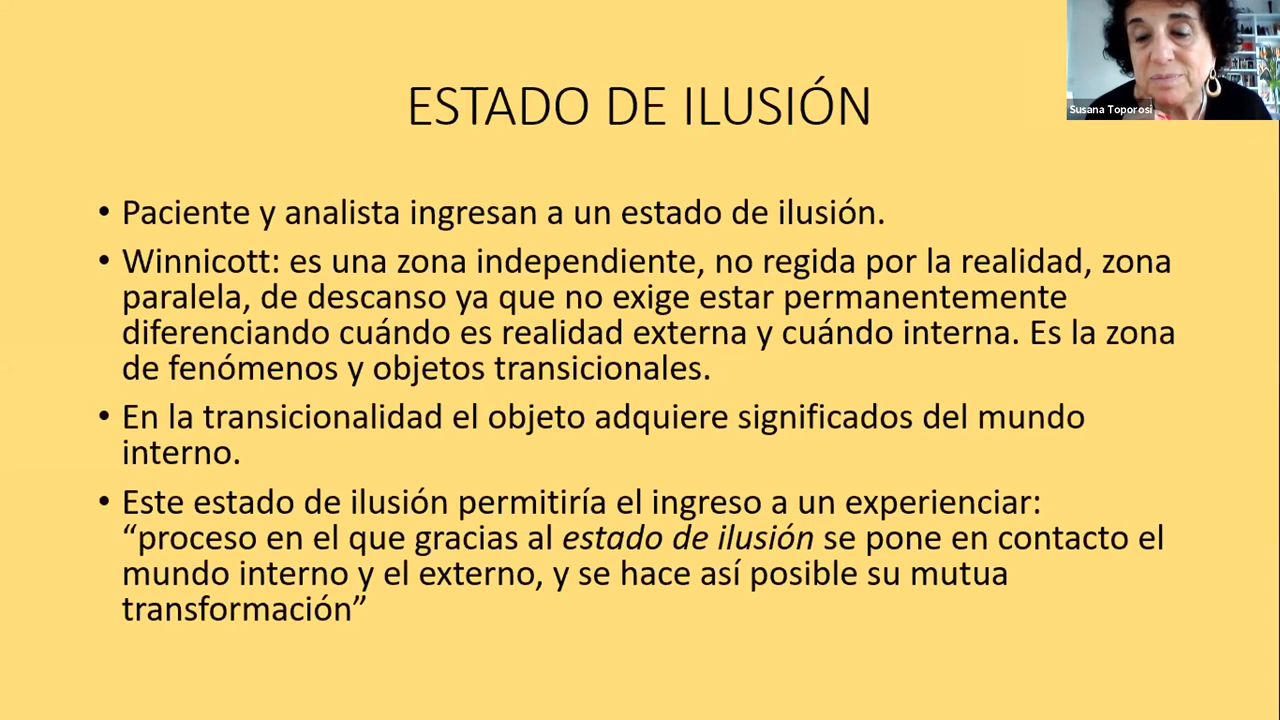 ESTADO DE ILUSIÓN
Susana Toporosi
• Paciente y analista ingresan a un estado de ilusión.
• Winnicott: es una zona independiente, no regida por la realidad, zona
paralela, de descanso ya que no exige estar permanentemente
diferenciando cuándo es realidad externa y cuándo interna. Es la zona
de fenómenos y objetos transicionales.
• En la transicionalidad el objeto adquiere significados del mundo
interno.
• Este estado de ilusión permitiría el ingreso a un experienciar:
“proceso en el que gracias al estado de ilusión se pone en contacto el
mundo interno y el externo, y se hace así posible su mutua
transformación”